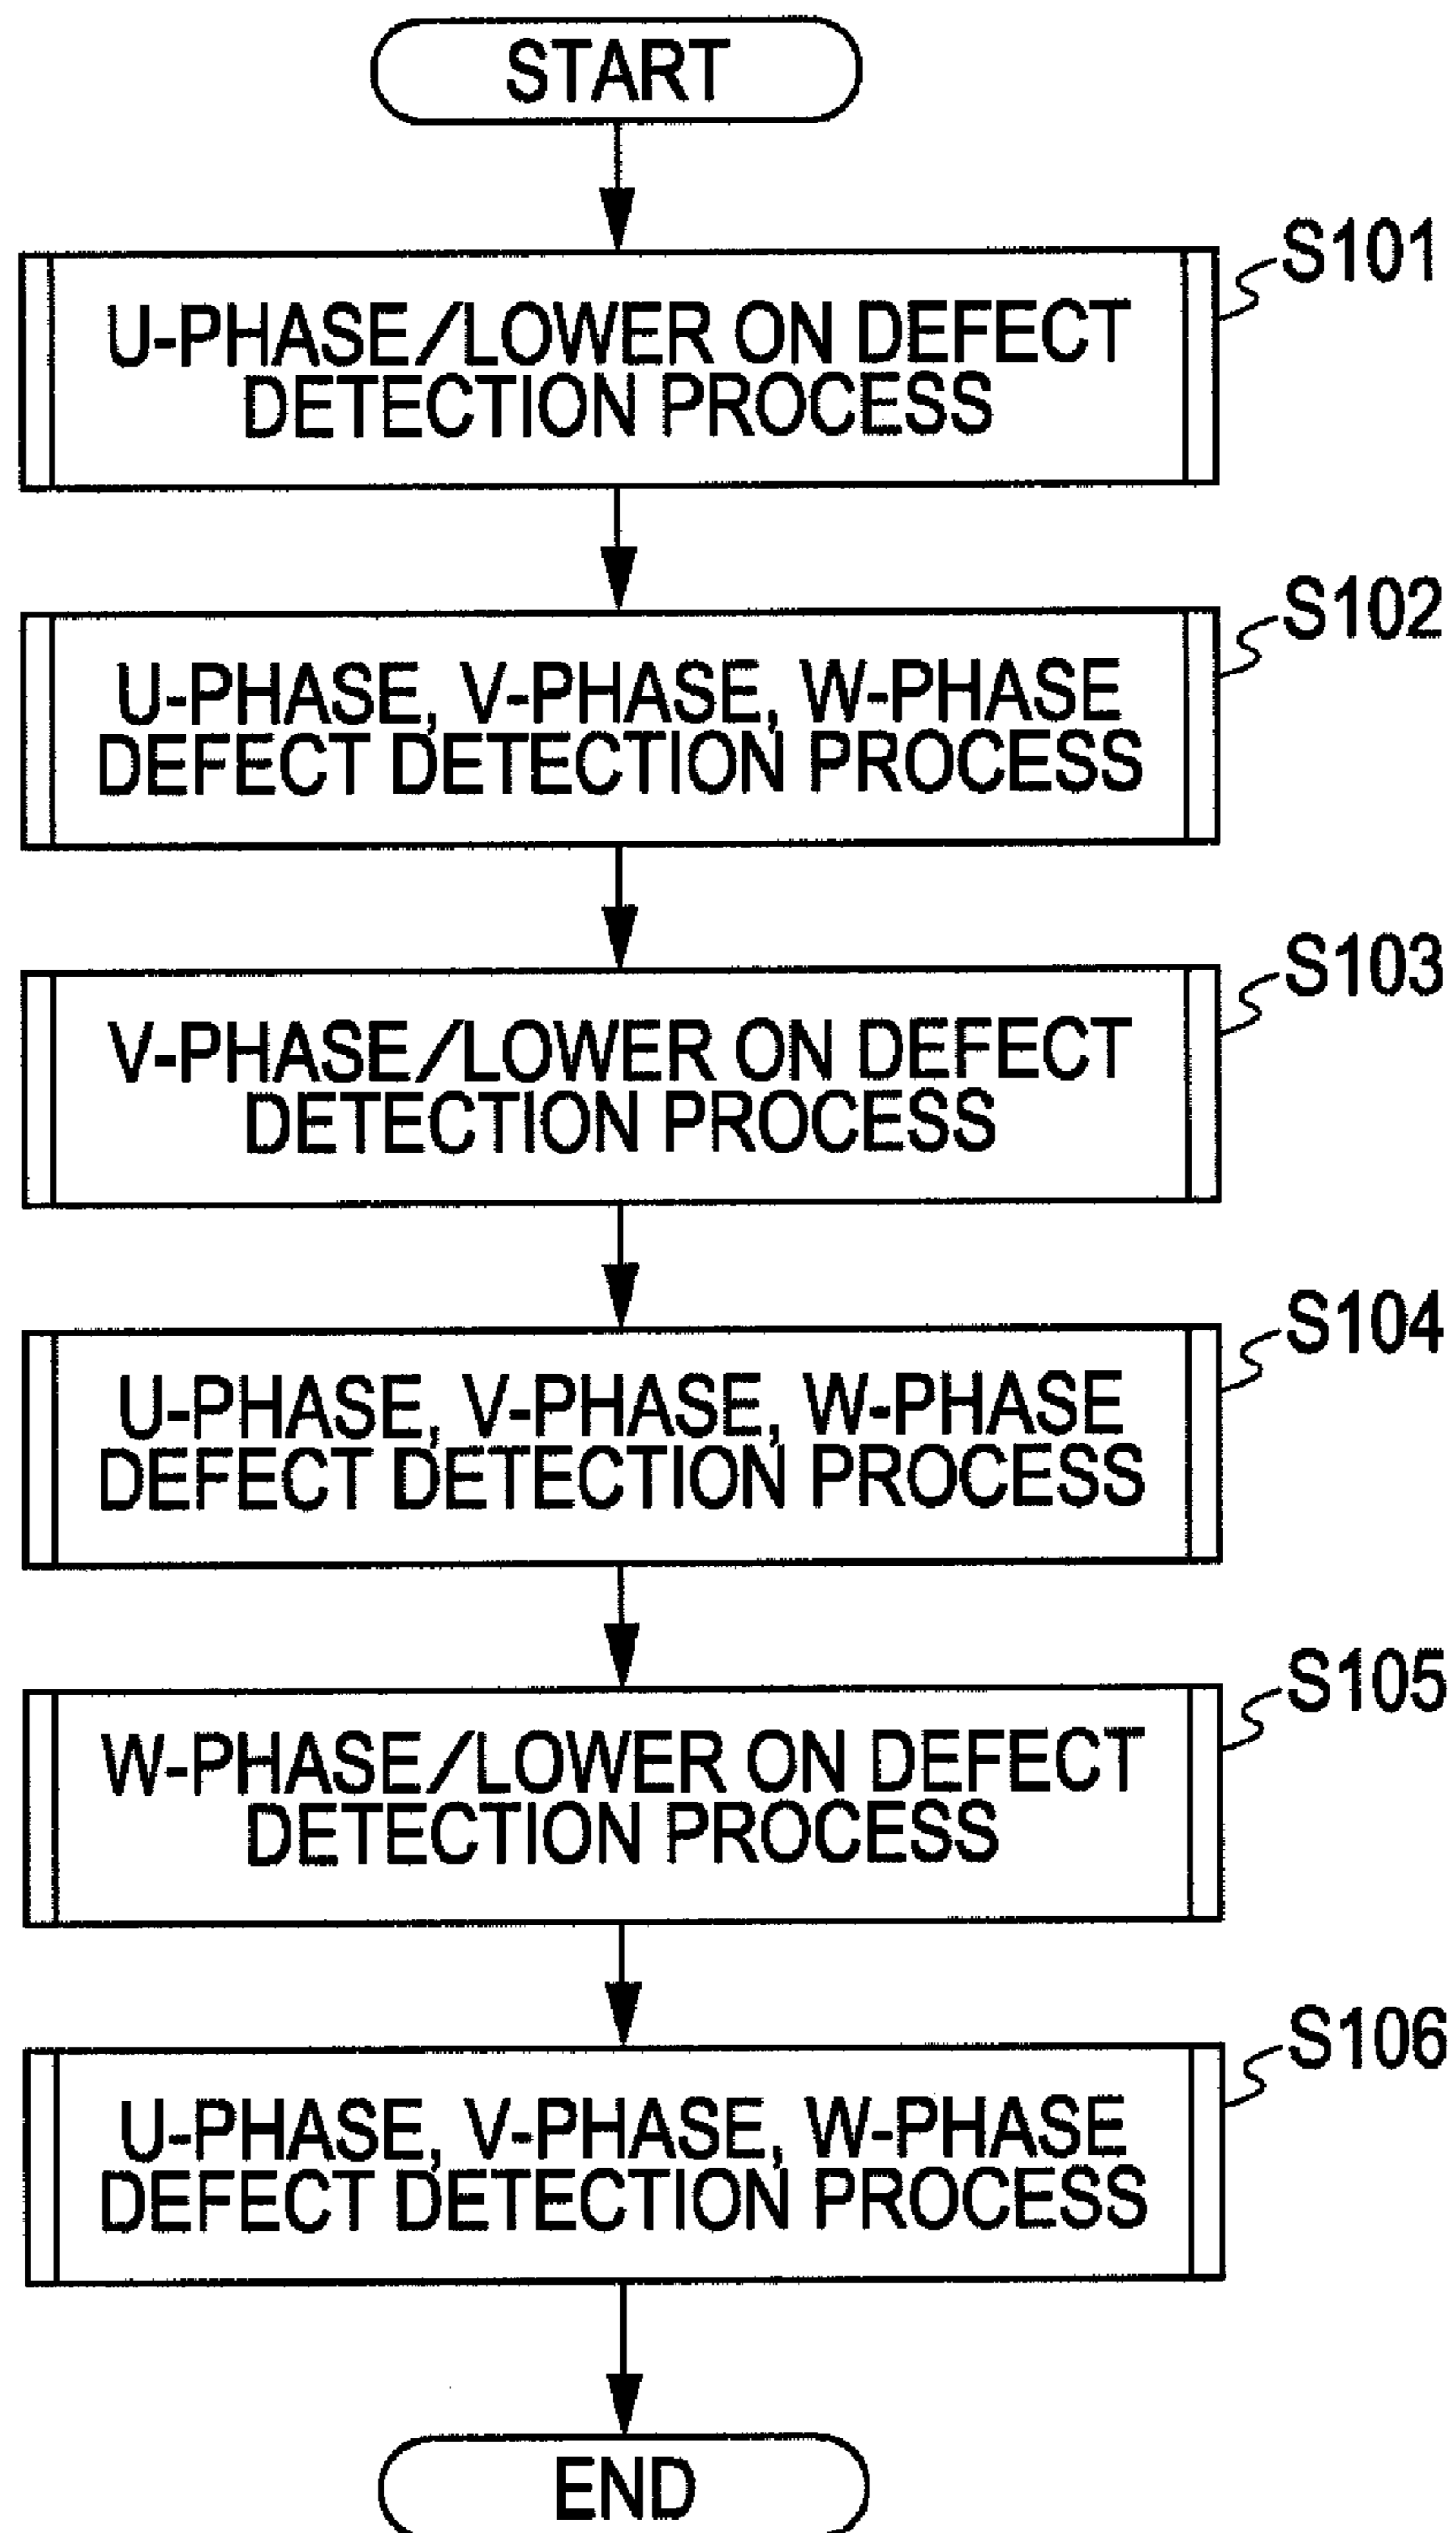 START
S101
U-PHASE/LOWER ON DEFECT
DETECTION PROCESS
S102
U-PHASE, V-PHASE, W-PHASE
DEFECT DETECTION PROCESS
S103
V-PHASE/LOWER ON DEFECT
DETECTION PROCESS
S104
U-PHASE, V-PHASE, W-PHASE
DEFECT DETECTION PROCESS
S105
W-PHASE/LOWER ON DEFECT
DETECTION PROCESS
S106
U-PHASE, V-PHASE, W-PHASE
DEFECT DETECTION PROCESS
END